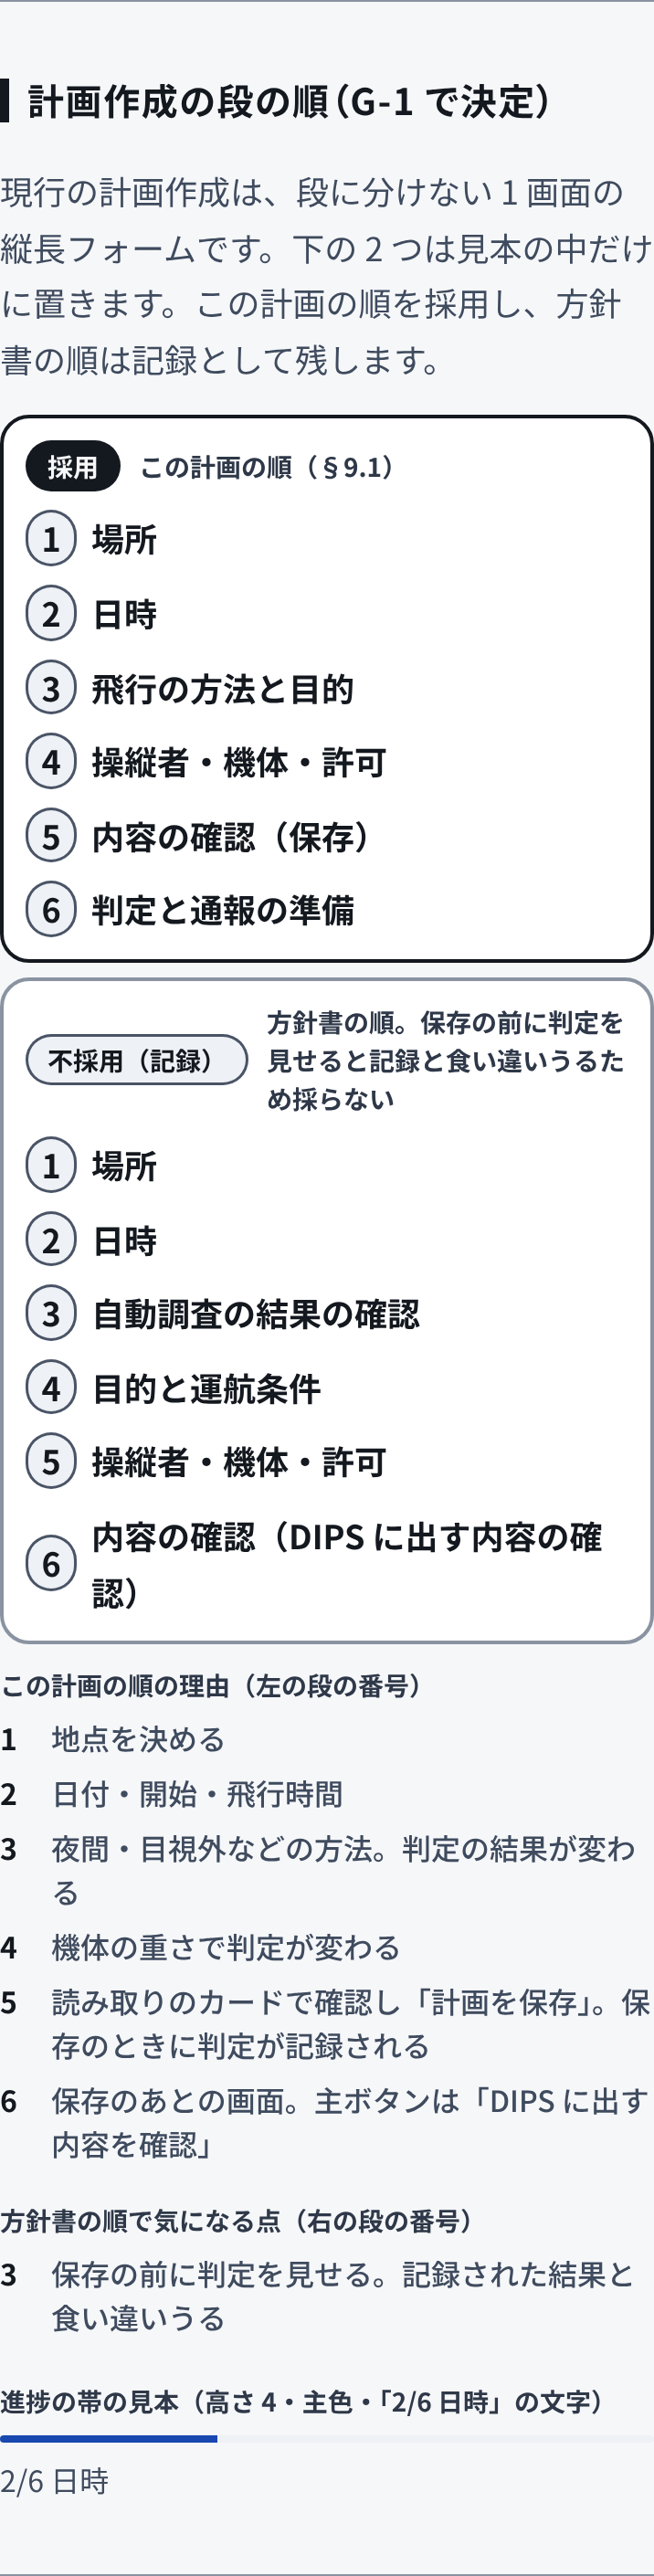 計画作成の段の順（G-1 で決定）
現行の計画作成は、段に分けない 1 画面の
縦長フォームです。下の 2 つは見本の中だけ
に置きます。この計画の順を採用し、方針
書の順は記録として残します。
採用 この計画の順（§9.1）
1 場所
2 日時
3 飛行の方法と目的
4 操縦者・機体・許可
5 内容の確認（保存）
6 判定と通報の準備
不採用（記録）
方針書の順。保存の前に判定を
見せると記録と食い違いうるた
め採らない
1 場所
2 日時
3 自動調査の結果の確認
4 目的と運航条件
5 操縦者・機体・許可
6 内容の確認（DIPS に出す内容の確
認）
この計画の順の理由（左の段の番号）
1 地点を決める
2 日付・開始・飛行時間
3 夜間・目視外などの方法。判定の結果が変わ
る
4 機体の重さで判定が変わる
5 読み取りのカードで確認し「計画を保存」。保
存のときに判定が記録される
6 保存のあとの画面。主ボタンは「DIPS に出す
内容を確認」
方針書の順で気になる点（右の段の番号）
3 保存の前に判定を見せる。記録された結果と
食い違いうる
進捗の帯の見本（高さ 4・主色・「2/6 日時」の文字）
2/6 日時